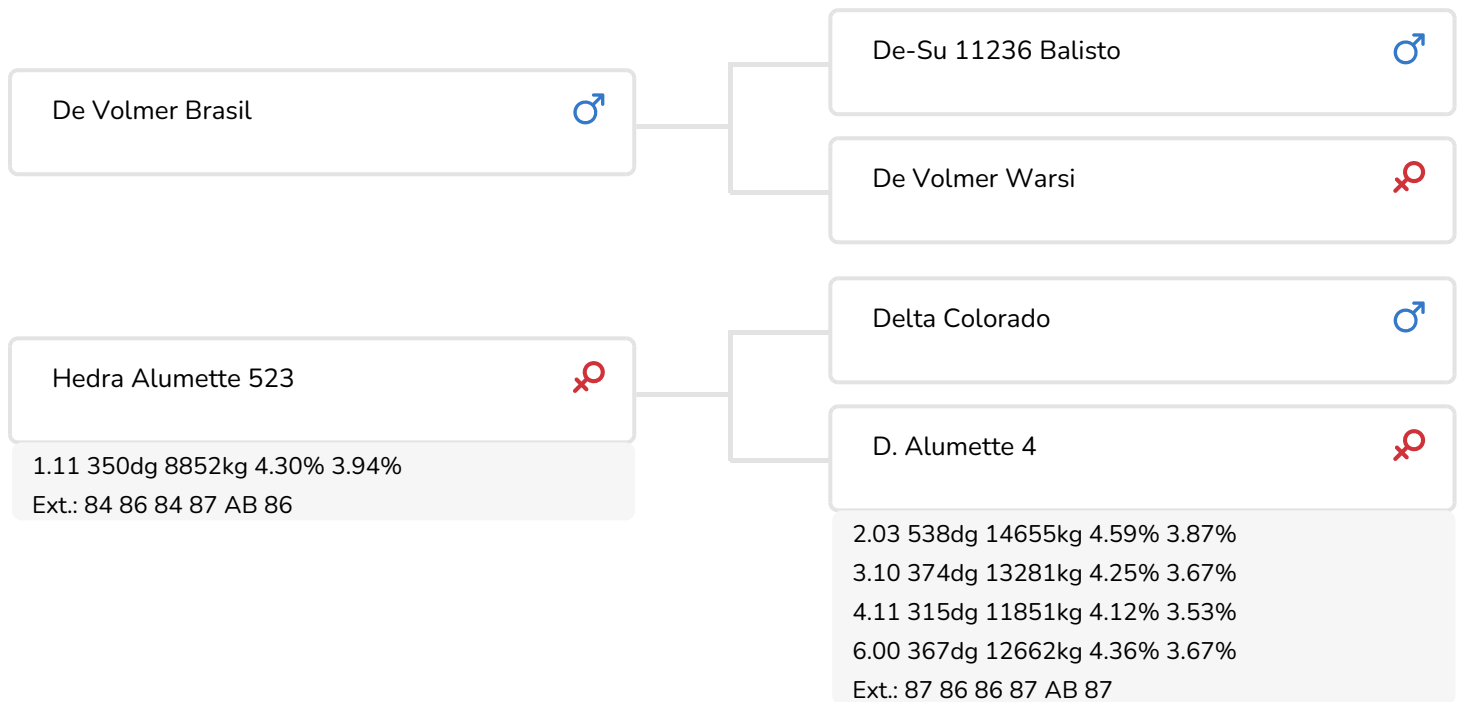 De Volmer Brasil
De-Su 11236 Balisto
De Volmer Warsi
Hedra Alumette 523
1.11 350dg 8852kg 4.30% 3.94%
Ext.: 84 86 84 87 AB 86
Delta Colorado
D. Alumette 4
2.03 538dg 14655kg 4.59% 3.87%
3.10 374dg 13281kg 4.25% 3.67%
4.11 315dg 11851kg 4.12% 3.53%
6.00 367dg 12662kg 4.36% 3.67%
Ext.: 87 86 86 87 AB 87